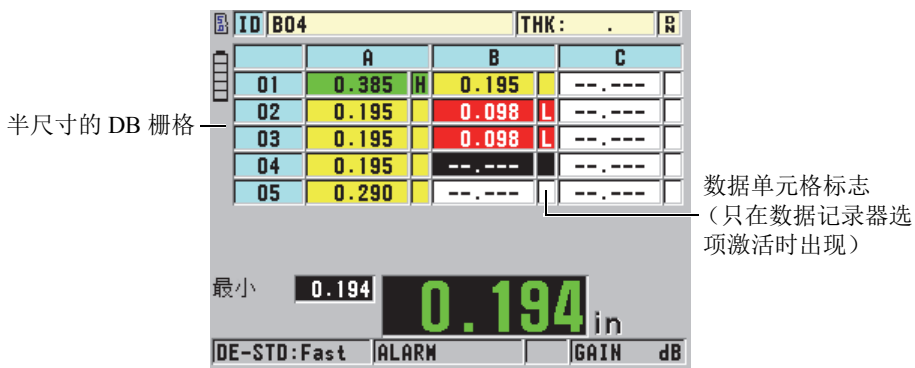 ID B04 THK: . DN
A B C
01 0.385 H 0.195 --.---
02 0.195 0.098 L --.---
03 0.195 0.098 L --.---
04 0.195 --.--- --.---
05 0.290 --.--- --.---
半尺寸的 DB 栅格
数据单元格标志
（只在数据记录器选
项激活时出现）
最小 0.194 0.194 in
DE-STD:Fast ALARM GAIN dB